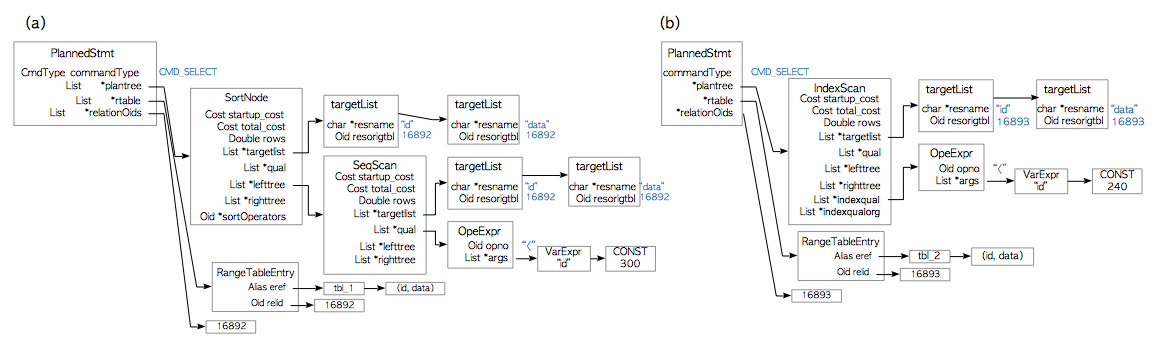 (a)
PlannedStmt
CmdType commandType CMD_SELECT
List *plantree
List *rtable
List *relationOids
SortNode
Cost startup_cost
Cost total_cost
Double rows
List *targetlist
List *qual
List *lefttree
List *righttree
Oid *sortOperators
targetList
char *resname "id"
Oid resorigtbl 16892
targetList
char *resname "data"
Oid resorigtbl 16892
SeqScan
Cost startup_cost
Cost total_cost
Double rows
List *targetlist
List *qual
List *lefttree
List *righttree
targetList
char *resname "id"
Oid resorigtbl 16892
targetList
char *resname "data"
Oid resorigtbl 16892
OpeExpr
Oid opno "〈"
List *args
VarExpr
"id"
CONST
300
RangeTableEntry
Alias eref
Oid relid
tbl_1
(id, data)
16892
16892
(b)
PlannedStmt
commandType CMD_SELECT
*plantree
*rtable
*relationOids
IndexScan
Cost startup_cost
Cost total_cost
Double rows
List *targetlist
List *qual
List *lefttree
List *righttree
List *indexqual
List *indexqualorg
targetList
char *resname "id"
Oid resorigtbl 16893
targetList
char *resname "data"
Oid resorigtbl 16893
OpeExpr
Oid opno "〈"
List *args
VarExpr
"id"
CONST
240
RangeTableEntry
Alias eref
Oid relid
tbl_2
(id, data)
16893
16893